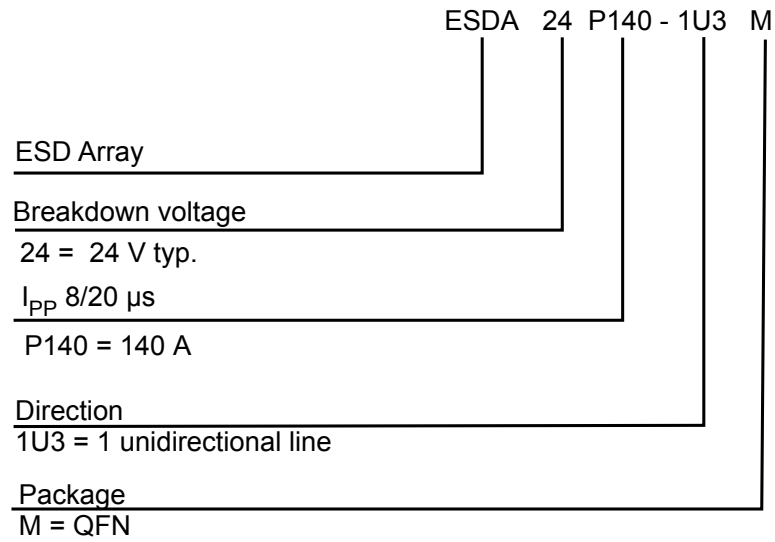 ESDA 24 P140 - 1U3 M
ESD Array
Breakdown voltage
24 = 24 V typ.
IPP 8/20 µs
P140 = 140 A
Direction
1U3 = 1 unidirectional line
Package
M = QFN